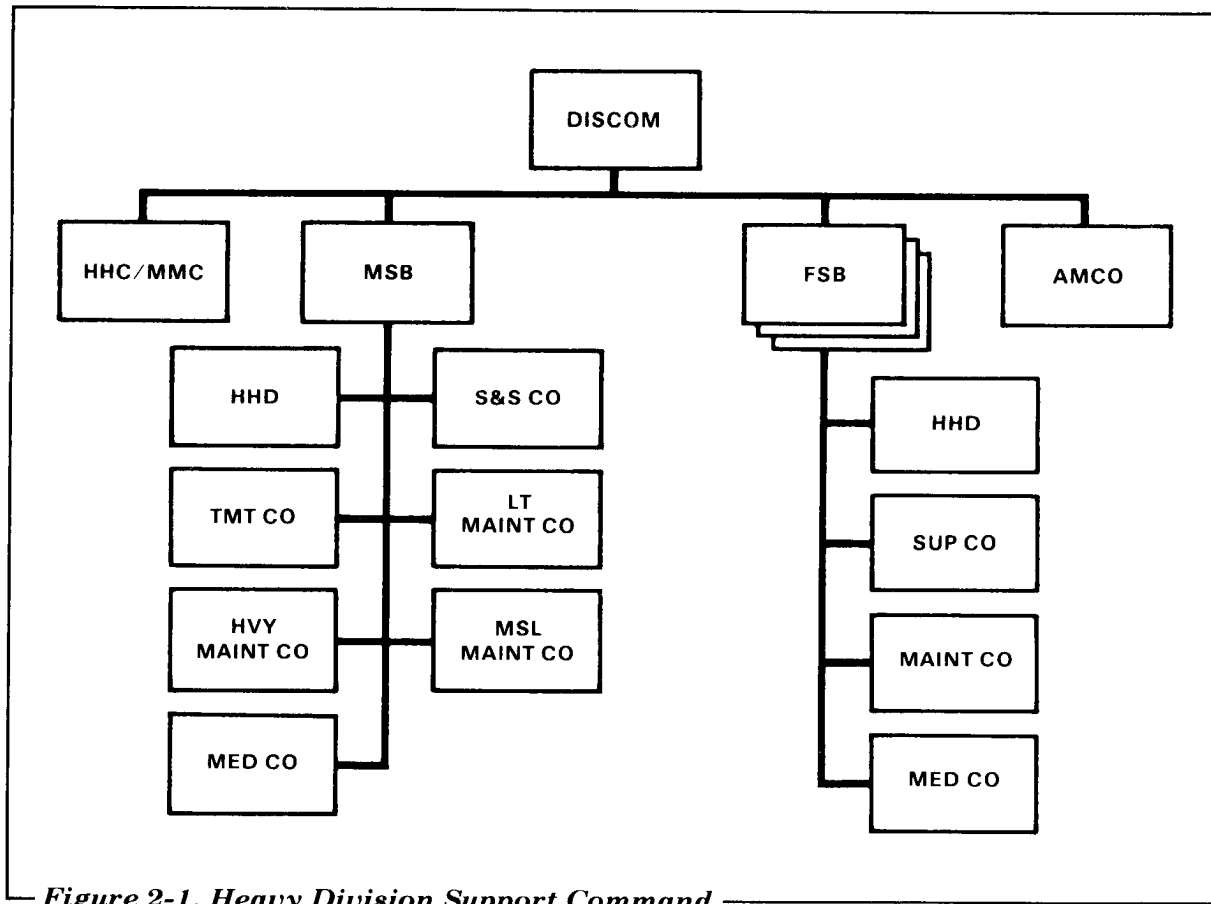 DISCOM
HHC/MMC
MSB
FSB
AMCO
HHD
S&S CO
HHD
TMT CO
LT
MAINT CO
SUP CO
HVY
MAINT CO
MSL
MAINT CO
MAINT CO
MED CO
MED CO
Figure 2-1. Heavy Division Support Command